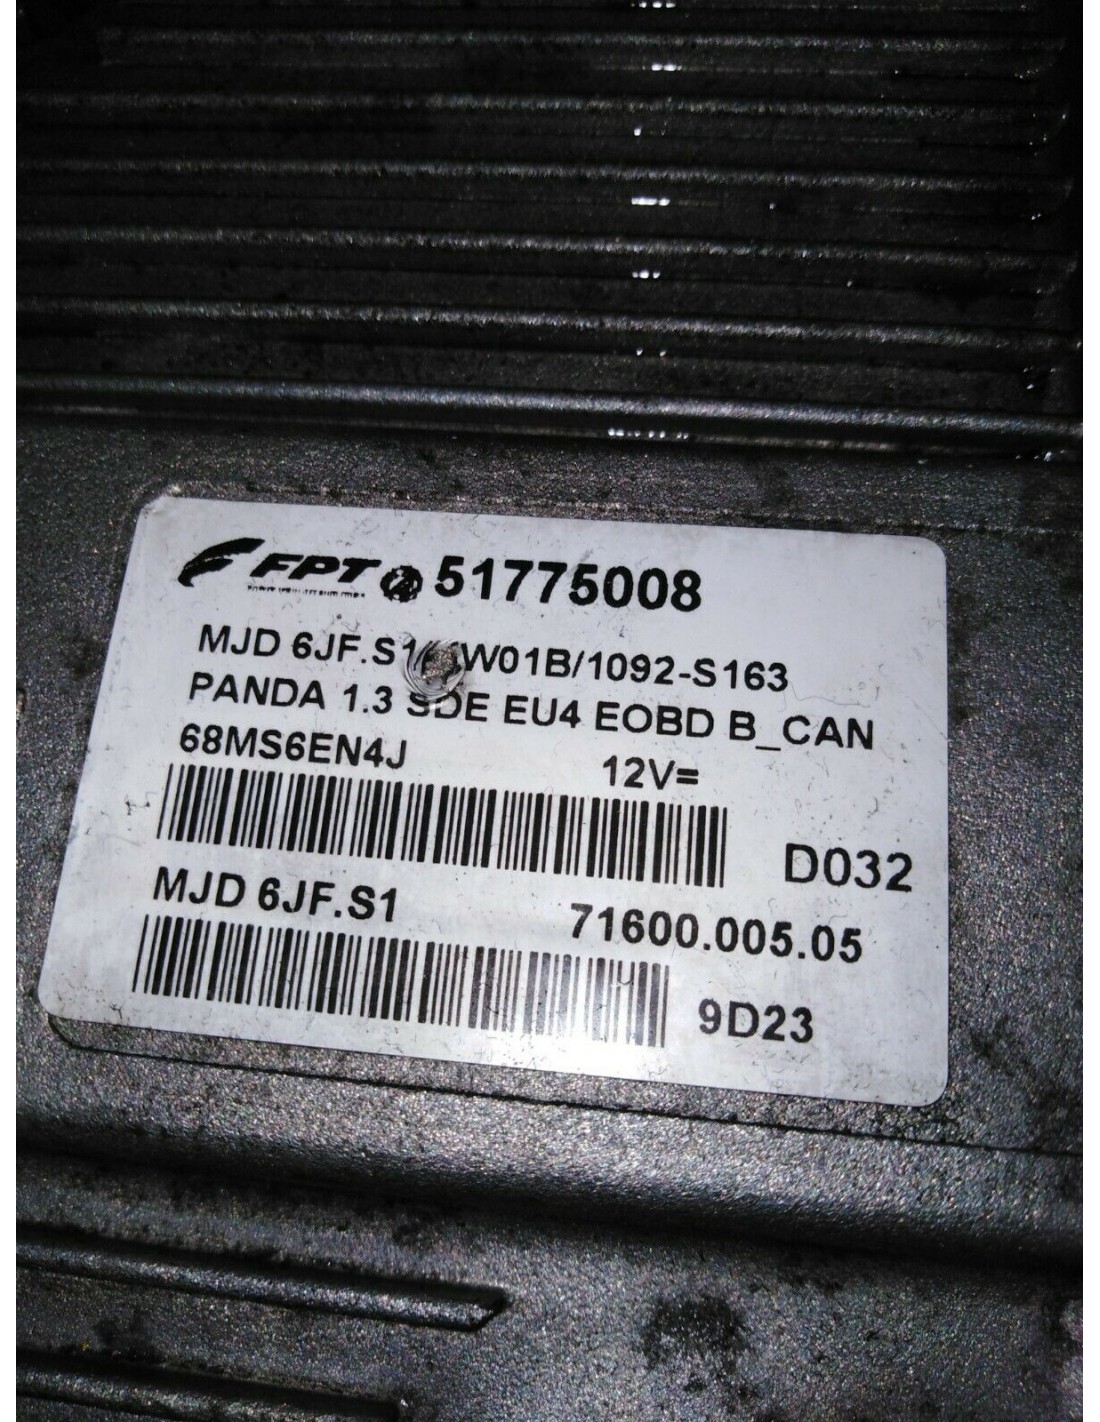 FPT 51775008
MJD 6JF.S1 W01B/1092-S163
PANDA 1.3 SDE EU4 EOBD B_CAN
68MS6EN4J 12V=
D032
MJD 6JF.S1 71600.005.05
9D23